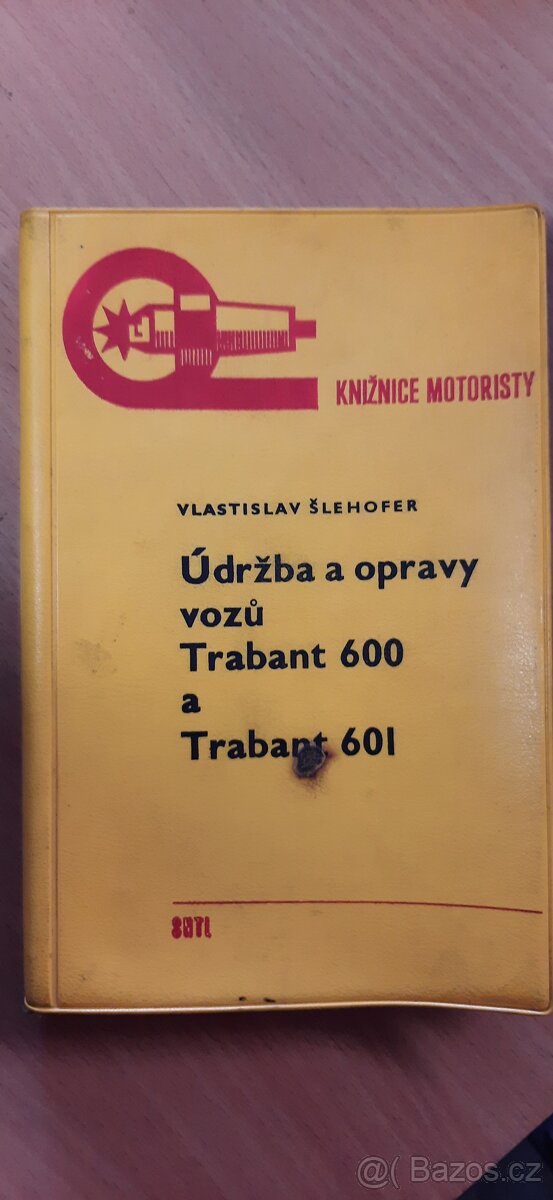 KNIŽNICE MOTORISTY
VLASTISLAV ŠLEHOFER
Údržba a opravy
vozů
Trabant 600
a
Trabant 601
SNTL
@( Bazos.cz